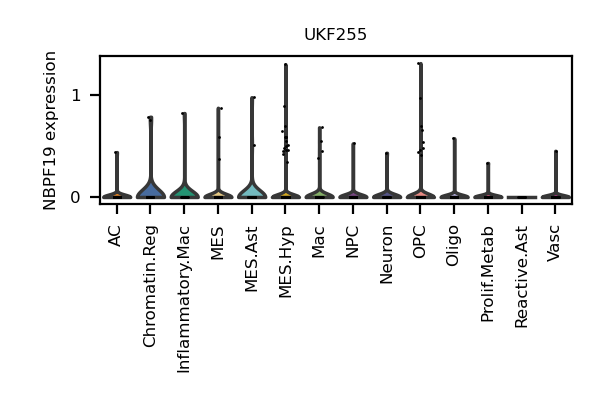 UKF255
NBPF19 expression
1
0
AC
Chromatin.Reg
Inflammatory.Mac
MES
MES.Ast
MES.Hyp
Mac
NPC
Neuron
OPC
Oligo
Prolif.Metab
Reactive.Ast
Vasc